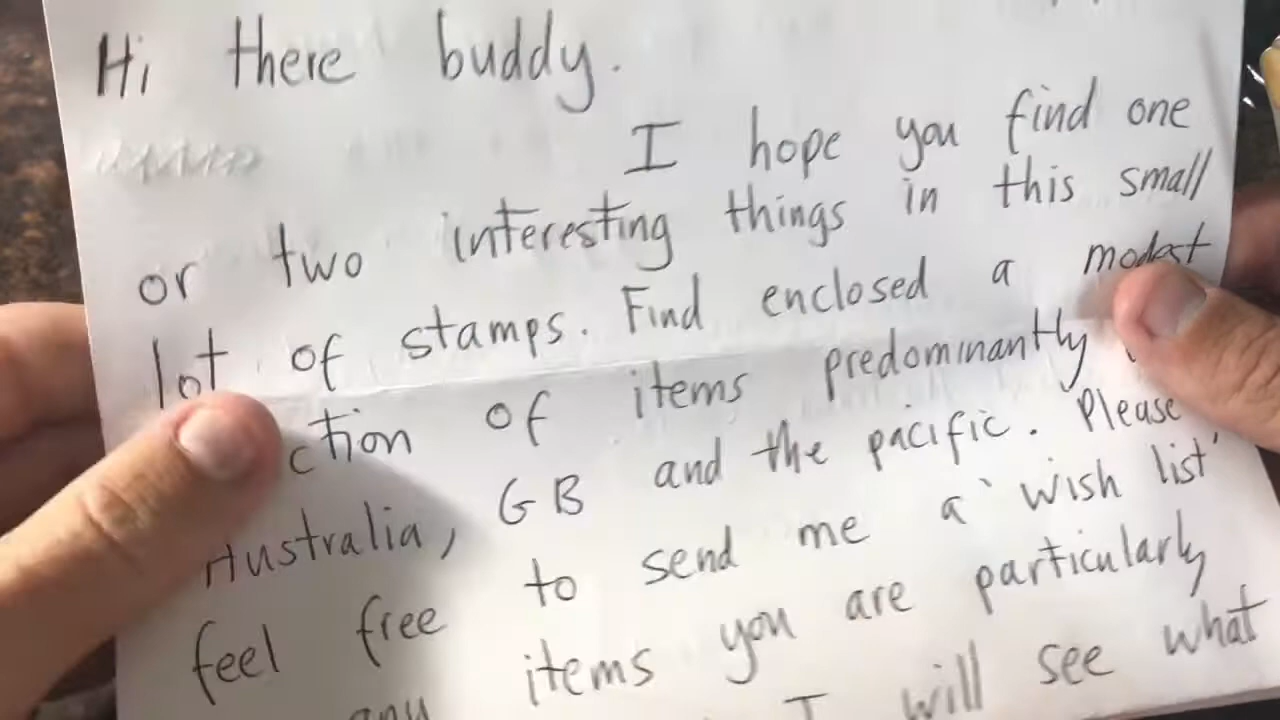 Hi there buddy.
I hope you find one
or two interesting things in this small
lot of stamps. Find enclosed a modest
ction of items predominantly
Australia, GB and the pacific. Please
feel free to send me a 'wish list'
any items you are particularly
I will see what